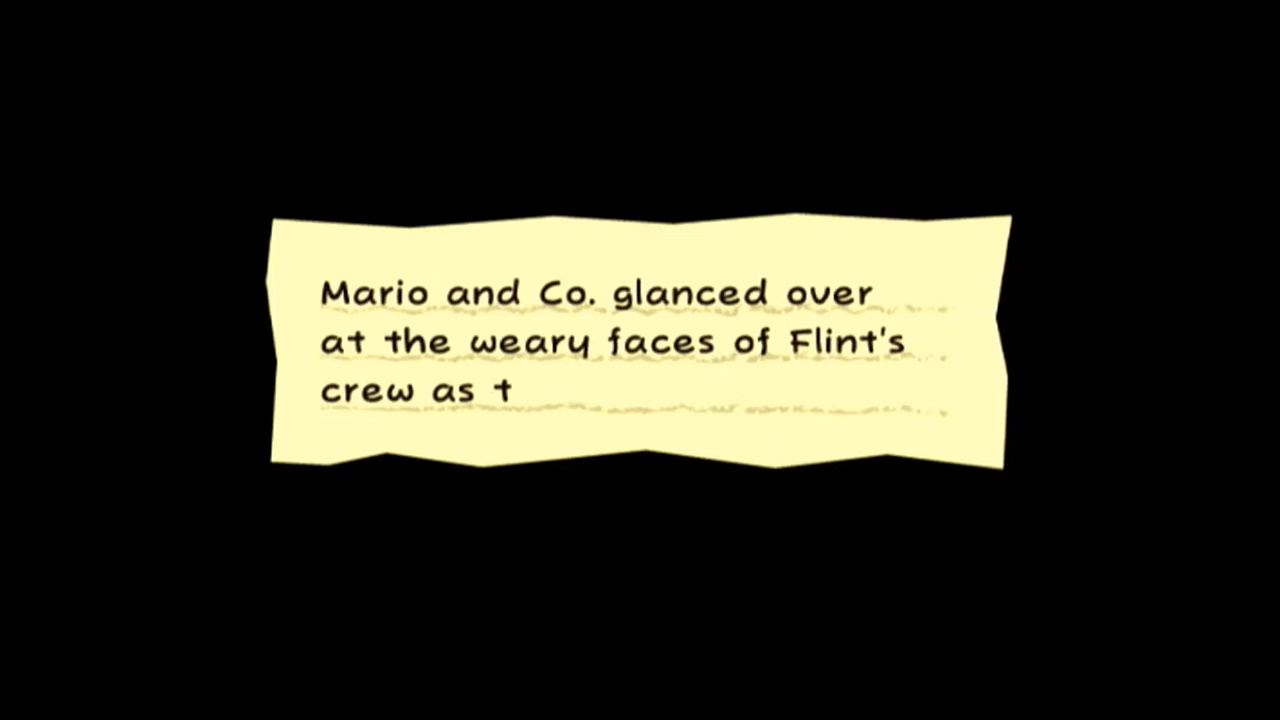 Mario and Co. glanced over
at the weary faces of Flint's
crew as t